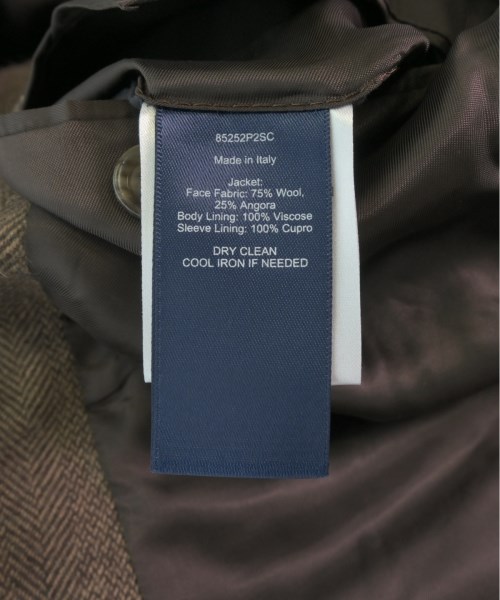 85252P2SC
Made in Italy
Jacket:
Face Fabric: 75% Wool,
25% Angora
Body Lining: 100% Viscose
Sleeve Lining: 100% Cupro
DRY CLEAN
COOL IRON IF NEEDED